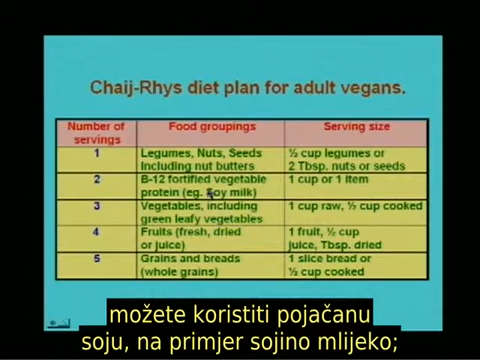 Chaij-Rhys diet plan for adult vegans.
Number of servings Food groupings Serving size
1 Legumes, Nuts, Seeds ½ cup legumes or
Including nut butters 2 Tbsp. nuts or seeds
2 B-12 fortified vegetable 1 cup or 1 item
protein (eg. Soy milk)
3 Vegetables, including 1 cup raw, ½ cup cooked
green leafy vegetables
4 Fruits (fresh, dried 1 fruit, ½ cup
or juice) juice, Tbsp. dried
5 Grains and breads 1 slice bread or
(whole grains) ½ cup cooked
možete koristiti pojačanu
soju, na primjer sojino mlijeko;